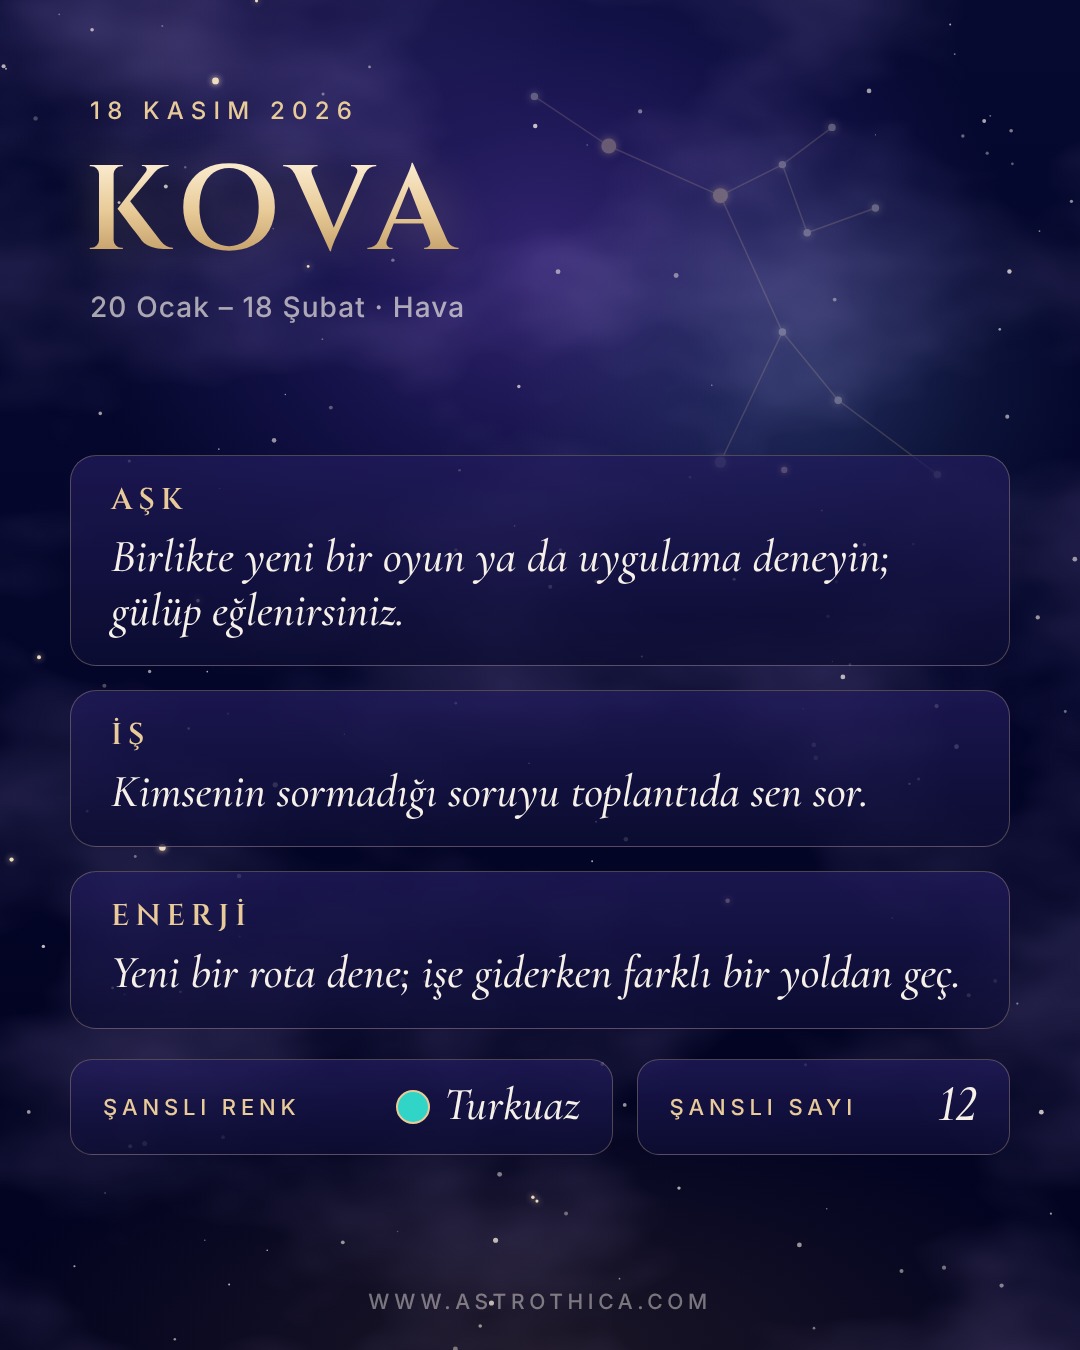 18 KASIM 2026
KOVA
20 Ocak – 18 Şubat · Hava
AŞK
Birlikte yeni bir oyun ya da uygulama deneyin;
gülüp eğlenirsiniz.
İŞ
Kimsenin sormadığı soruyu toplantıda sen sor.
ENERJİ
Yeni bir rota dene; işe giderken farklı bir yoldan geç.
ŞANSLI RENK
Turkuaz
ŞANSLI SAYI
12
WWW.ASTROTHICA.COM